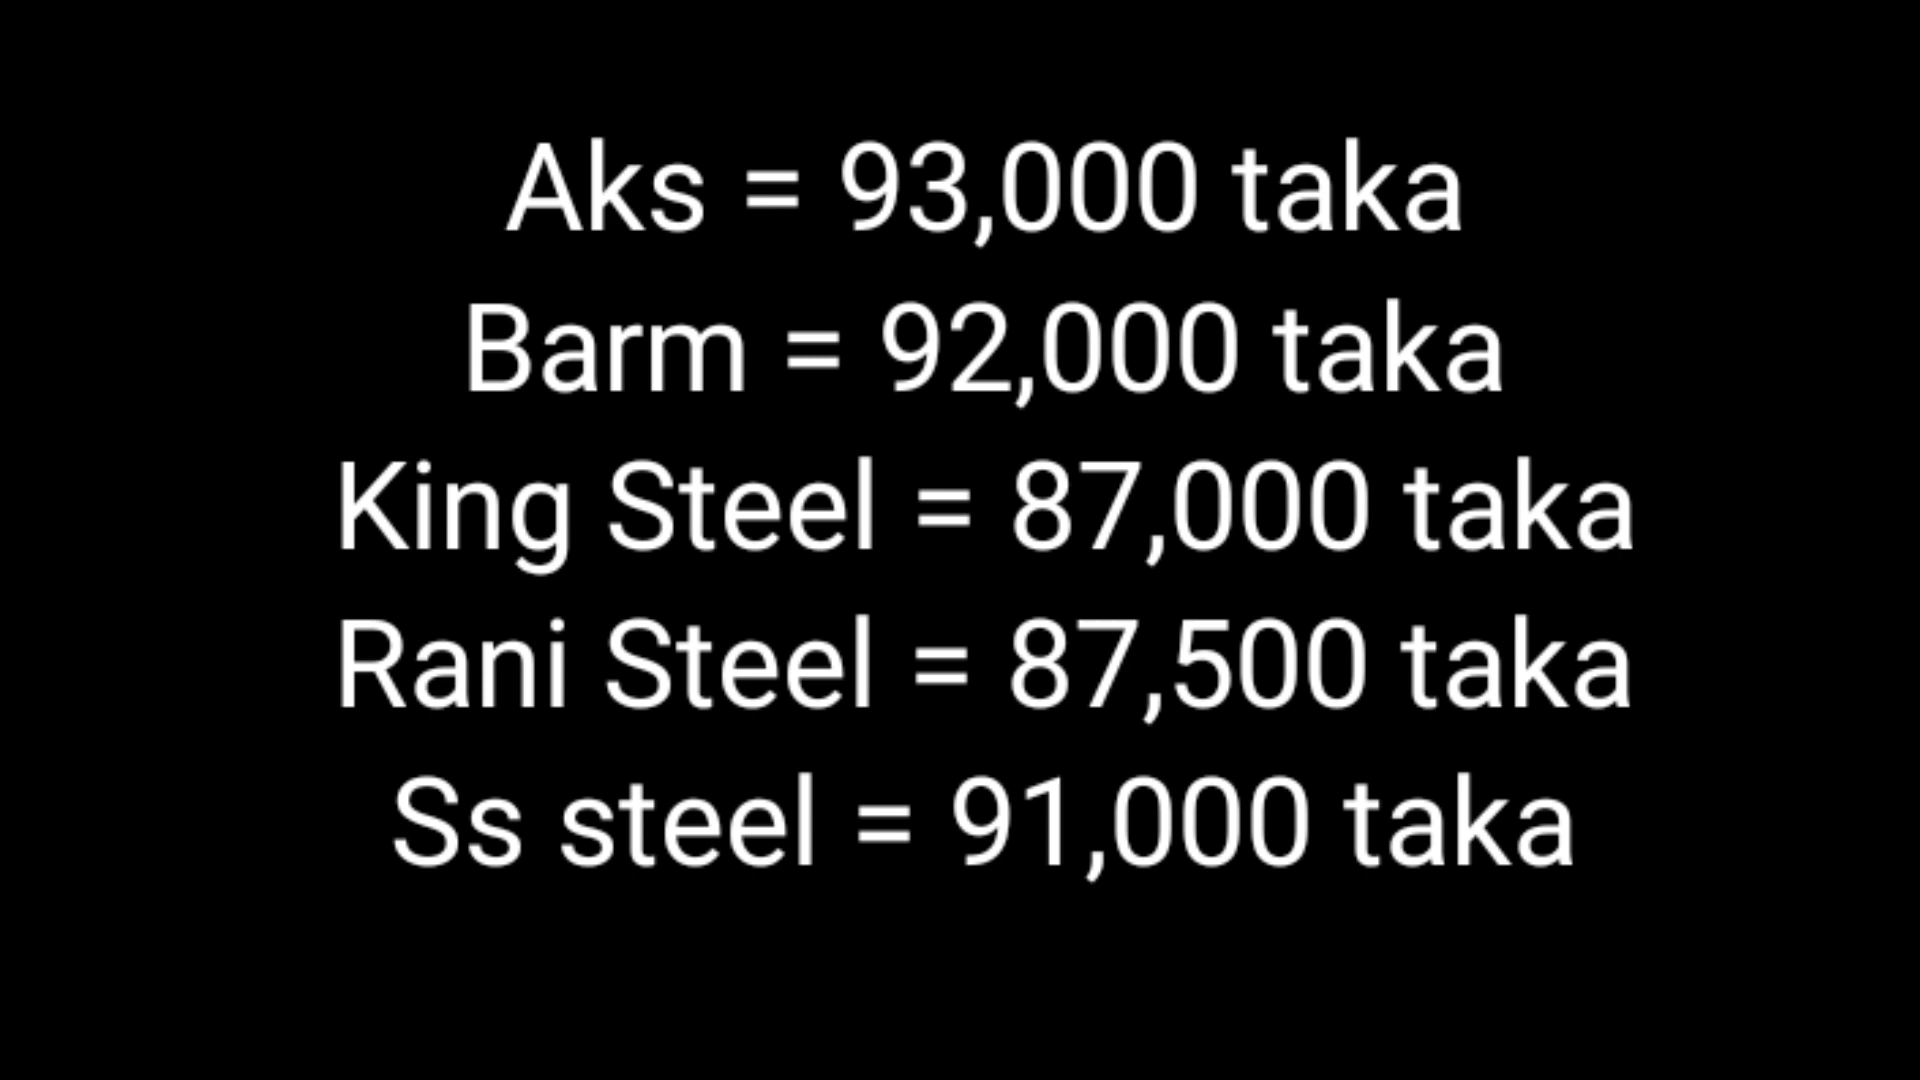 Aks = 93,000 taka
Barm = 92,000 taka
King Steel = 87,000 taka
Rani Steel = 87,500 taka
Ss steel = 91,000 taka